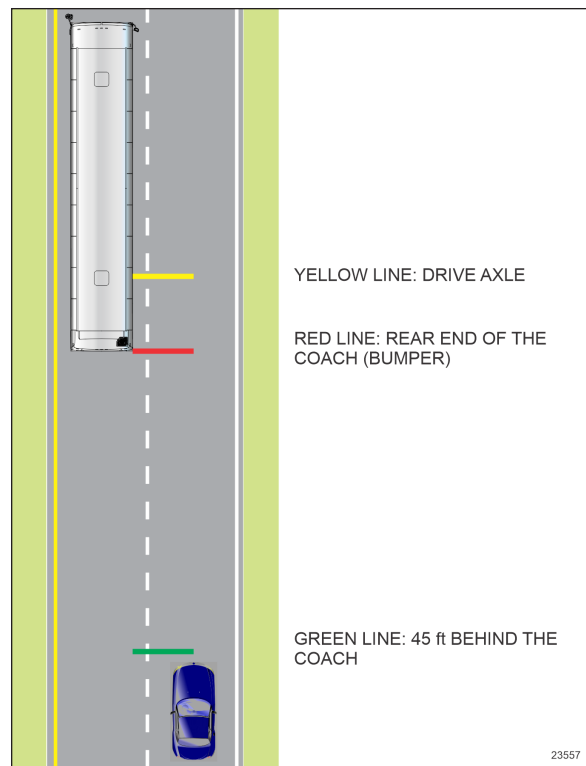 YELLOW LINE: DRIVE AXLE
RED LINE: REAR END OF THE
COACH (BUMPER)
GREEN LINE: 45 ft BEHIND THE
COACH
23557